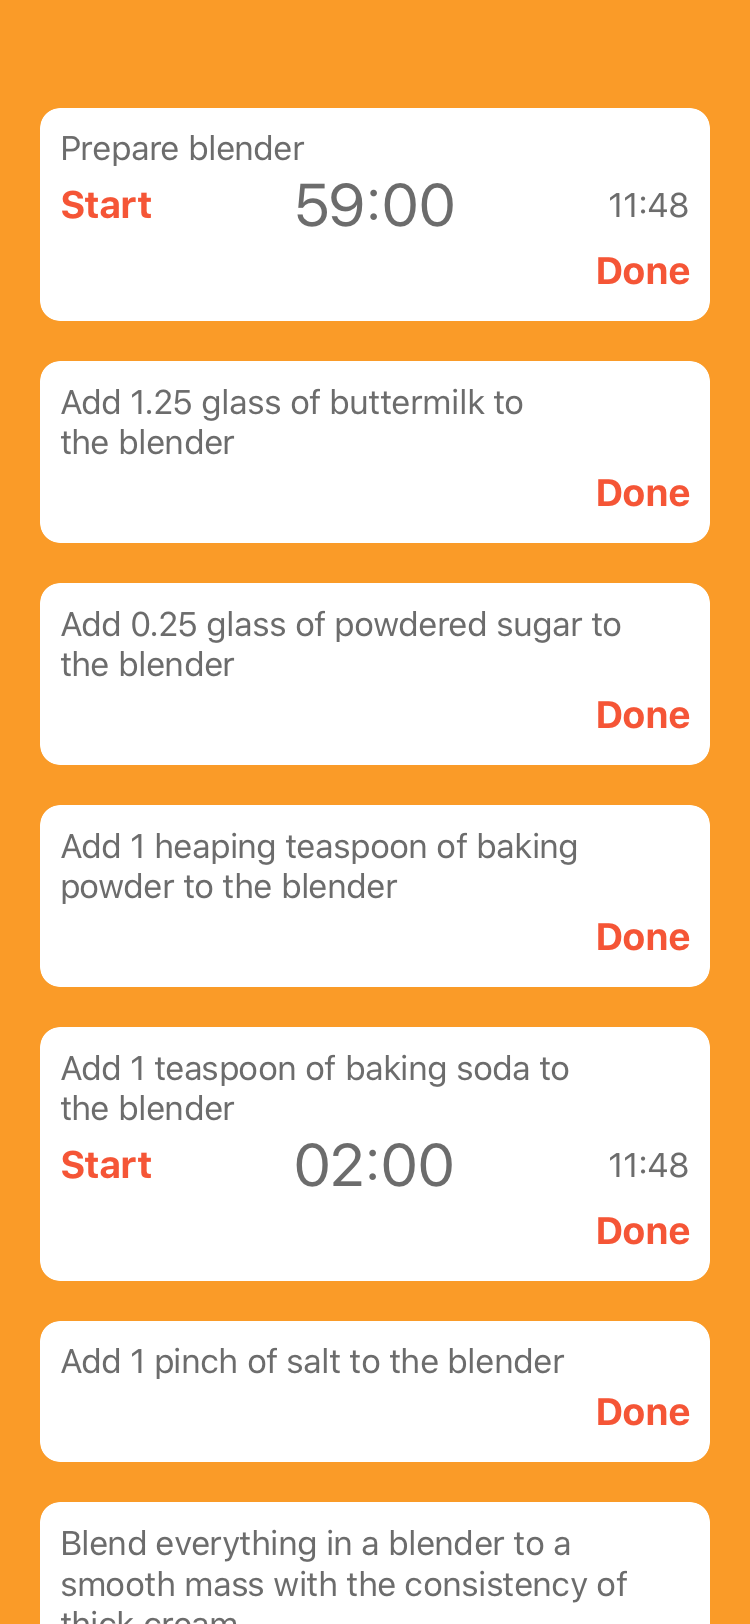 Prepare blender
Start 59:00 11:48
Done
Add 1.25 glass of buttermilk to
the blender
Done
Add 0.25 glass of powdered sugar to
the blender
Done
Add 1 heaping teaspoon of baking
powder to the blender
Done
Add 1 teaspoon of baking soda to
the blender
Start 02:00 11:48
Done
Add 1 pinch of salt to the blender
Done
Blend everything in a blender to a
smooth mass with the consistency of
thick cream